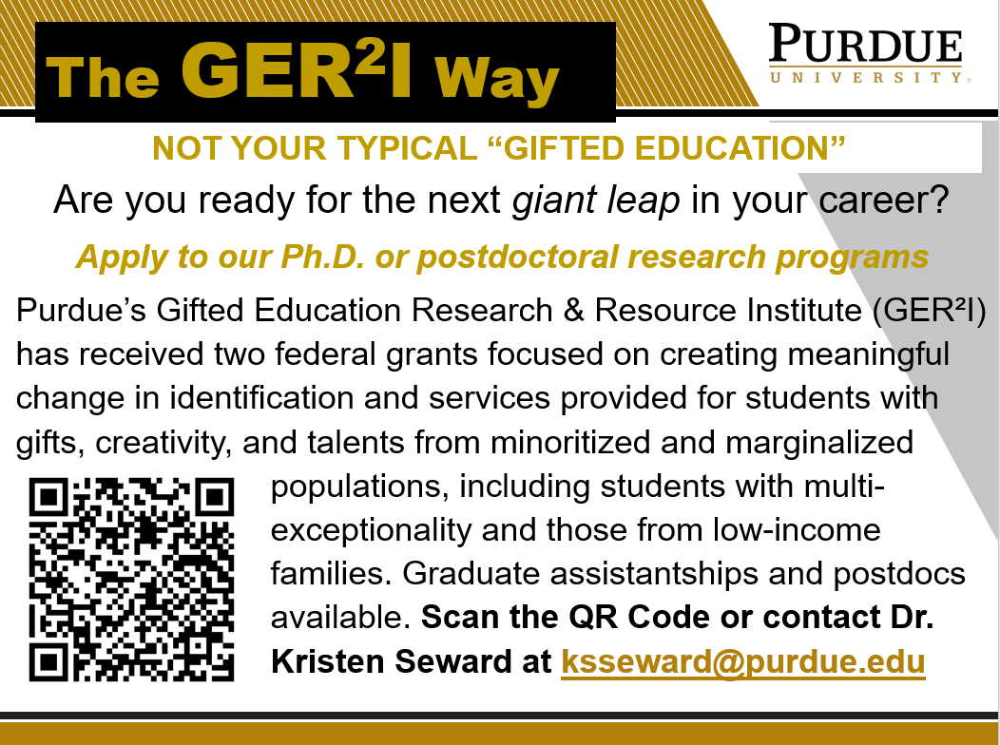 The GER²I Way
PURDUE
UNIVERSITY®
NOT YOUR TYPICAL “GIFTED EDUCATION”
Are you ready for the next giant leap in your career?
Apply to our Ph.D. or postdoctoral research programs
Purdue’s Gifted Education Research & Resource Institute (GER²I)
has received two federal grants focused on creating meaningful
change in identification and services provided for students with
gifts, creativity, and talents from minoritized and marginalized
populations, including students with multi-
exceptionality and those from low-income
families. Graduate assistantships and postdocs
available. Scan the QR Code or contact Dr.
Kristen Seward at ksseward@purdue.edu